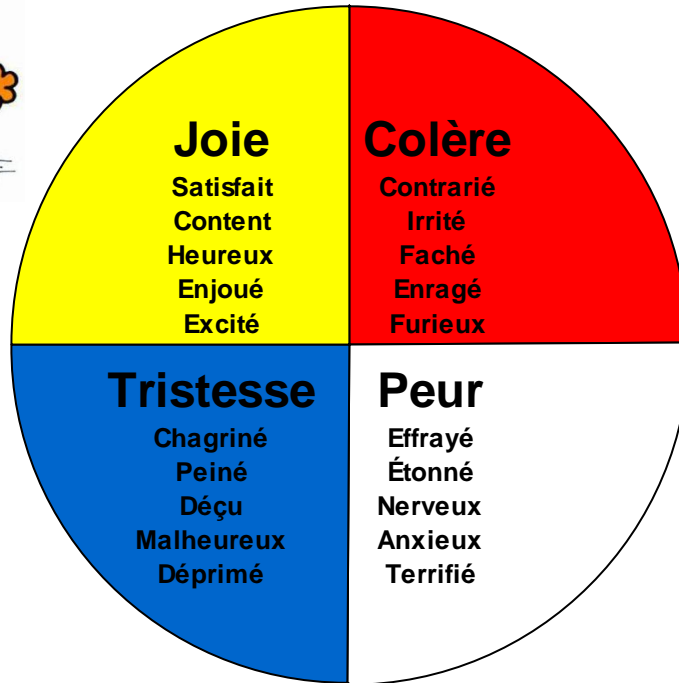 Joie
Satisfait
Content
Heureux
Enjoué
Excité
Colère
Contrarié
Irrité
Faché
Enragé
Furieux
Tristesse
Chagriné
Peiné
Déçu
Malheureux
Déprimé
Peur
Effrayé
Étonné
Nerveux
Anxieux
Terrifié